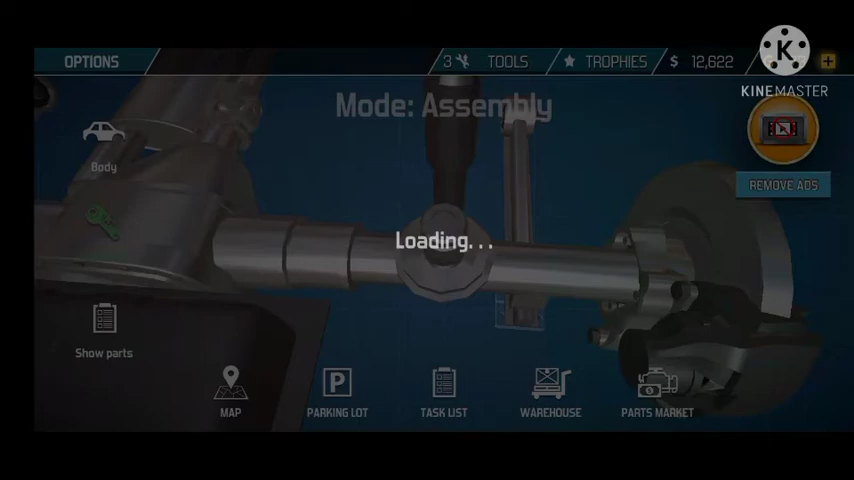 OPTIONS
3 TOOLS
TROPHIES
$ 12,622
K
KINEMASTER
Mode: Assembly
Body
REMOVE ADS
Loading...
Show parts
MAP
P
PARKING LOT
TASK LIST
WAREHOUSE
PARTS MARKET